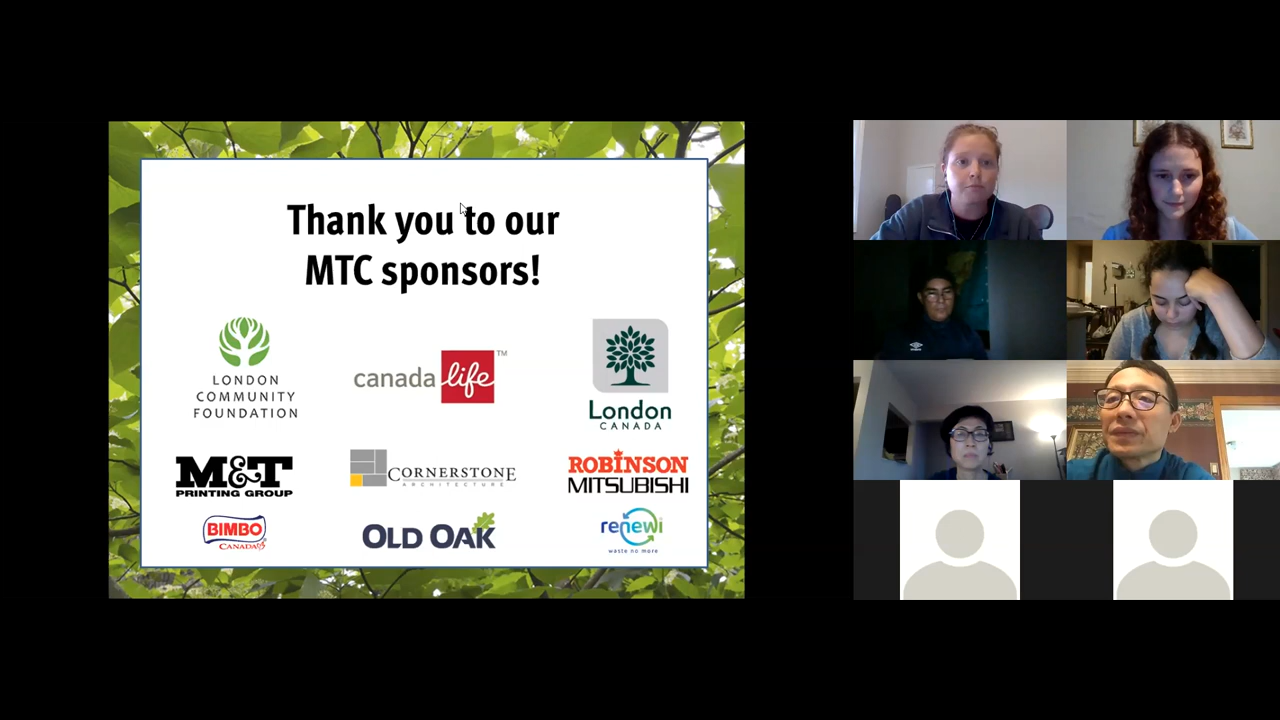 Thank you to our
MTC sponsors!
LONDON
COMMUNITY
FOUNDATION
canada life™
London
CANADA
M&T
PRINTING GROUP
CORNERSTONE
ARCHITECTURE
ROBINSON
MITSUBISHI
BIMBO
CANADA
OLD OAK
renewi
waste no more